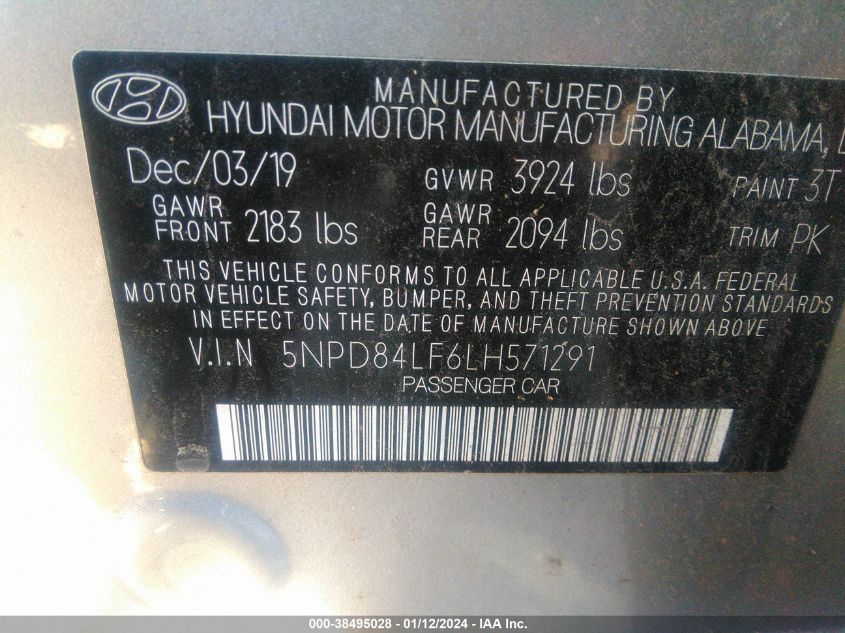 MANUFACTURED BY
HYUNDAI MOTOR MANUFACTURING ALABAMA,
Dec/03/19 GVWR 3924 lbs PAINT 3T
GAWR FRONT 2183 lbs GAWR REAR 2094 lbs TRIM PK
THIS VEHICLE CONFORMS TO ALL APPLICABLE U.S.A. FEDERAL
MOTOR VEHICLE SAFETY, BUMPER, AND THEFT PREVENTION STANDARDS
IN EFFECT ON THE DATE OF MANUFACTURE SHOWN ABOVE
V.I.N 5NPD84LF6LH571291
PASSENGER CAR
000-38495028 - 01/12/2024 - IAA Inc.